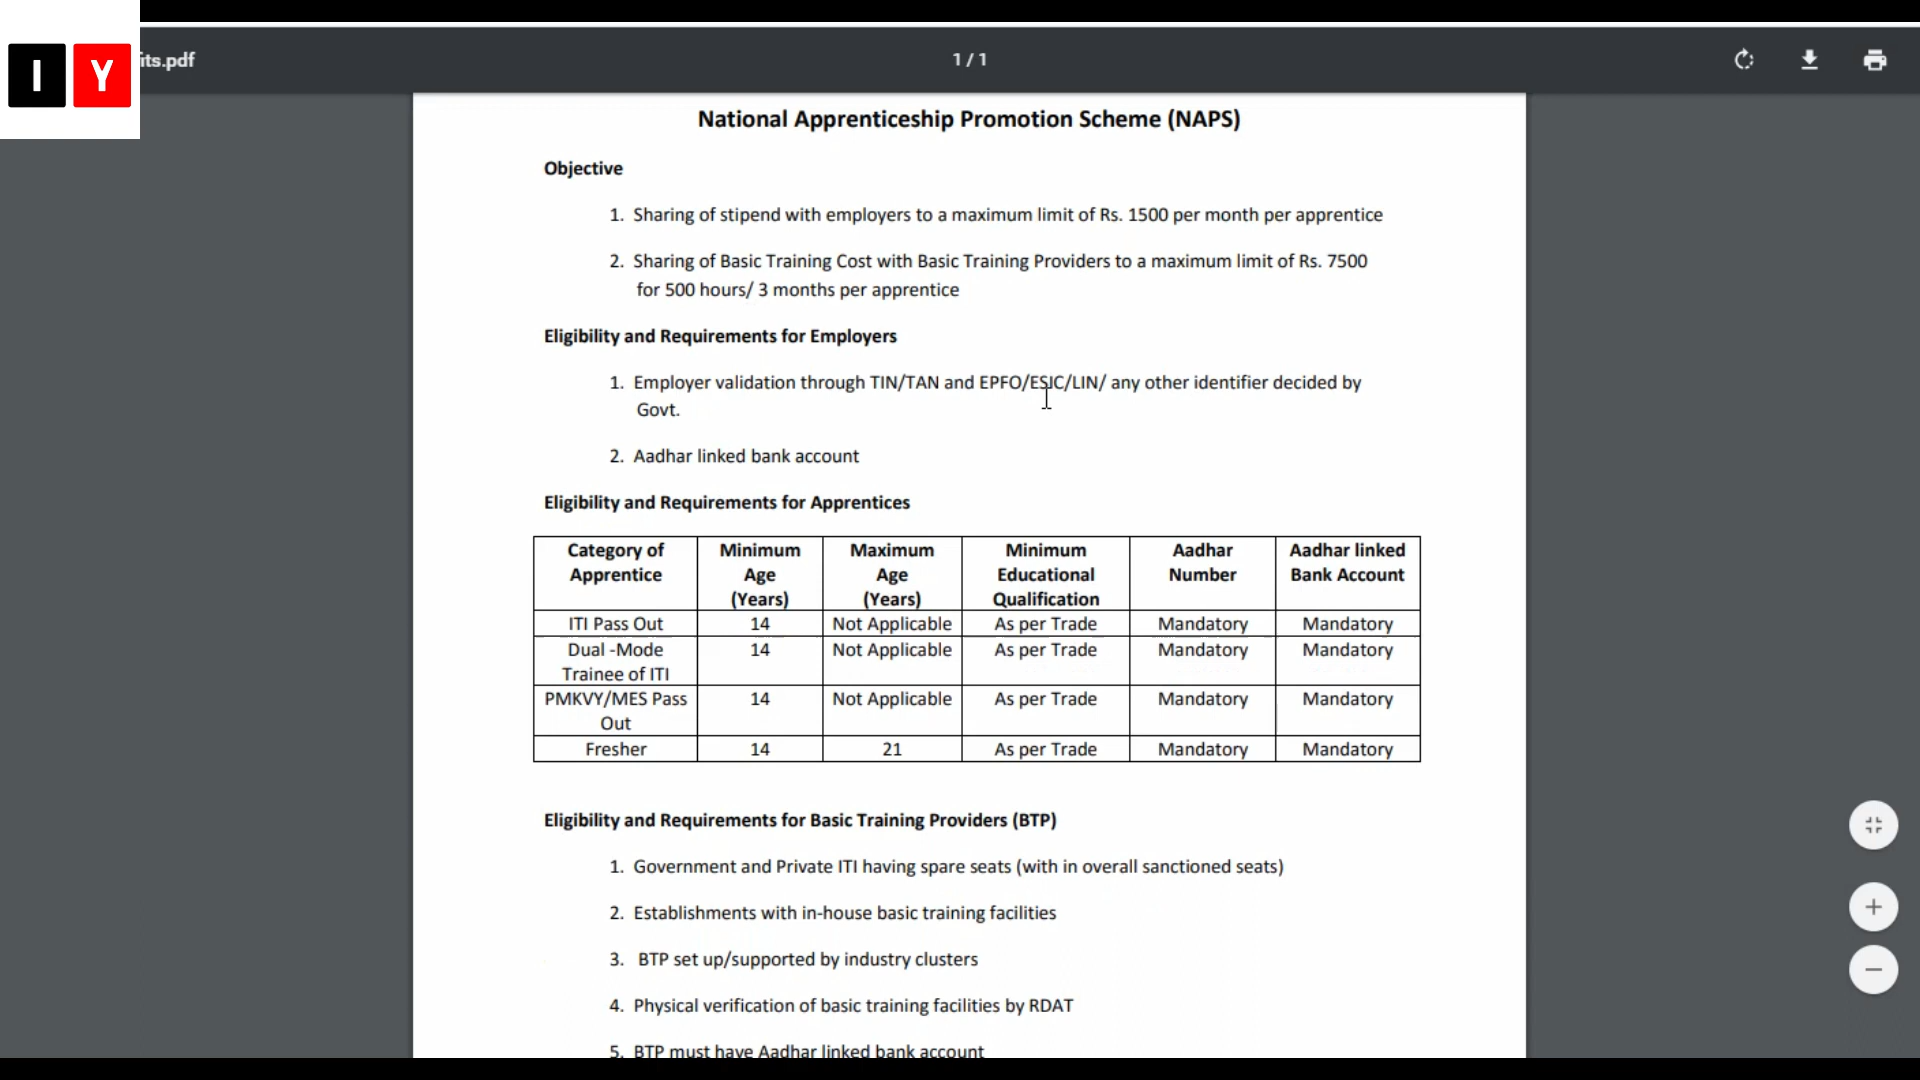 I Y
its.pdf
1 / 1
National Apprenticeship Promotion Scheme (NAPS)
Objective
1. Sharing of stipend with employers to a maximum limit of Rs. 1500 per month per apprentice
2. Sharing of Basic Training Cost with Basic Training Providers to a maximum limit of Rs. 7500
for 500 hours/ 3 months per apprentice
Eligibility and Requirements for Employers
1. Employer validation through TIN/TAN and EPFO/ESIC/LIN/ any other identifier decided by
Govt.
2. Aadhar linked bank account
Eligibility and Requirements for Apprentices
Category of Apprentice Minimum Age (Years) Maximum Age (Years) Minimum Educational Qualification Aadhar Number Aadhar linked Bank Account
ITI Pass Out 14 Not Applicable As per Trade Mandatory Mandatory
Dual -Mode Trainee of ITI 14 Not Applicable As per Trade Mandatory Mandatory
PMKVY/MES Pass Out 14 Not Applicable As per Trade Mandatory Mandatory
Fresher 14 21 As per Trade Mandatory Mandatory
Eligibility and Requirements for Basic Training Providers (BTP)
1. Government and Private ITI having spare seats (with in overall sanctioned seats)
2. Establishments with in-house basic training facilities
3. BTP set up/supported by industry clusters
4. Physical verification of basic training facilities by RDAT
5. BTP must have Aadhar linked bank account